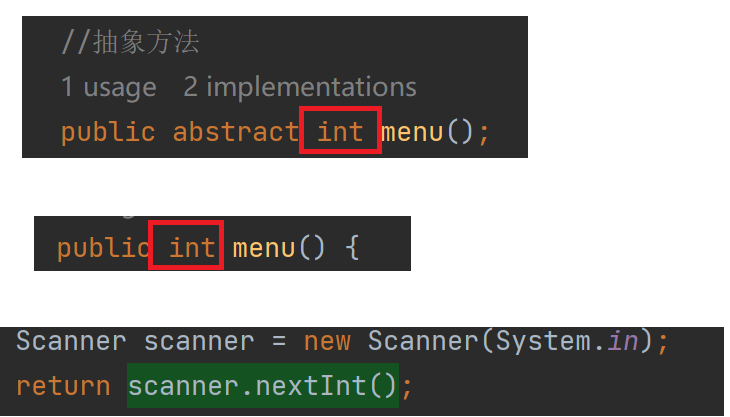 //抽象方法
1 usage   2 implementations
public abstract int menu();
public int menu() {
Scanner scanner = new Scanner(System.in);
return scanner.nextInt();